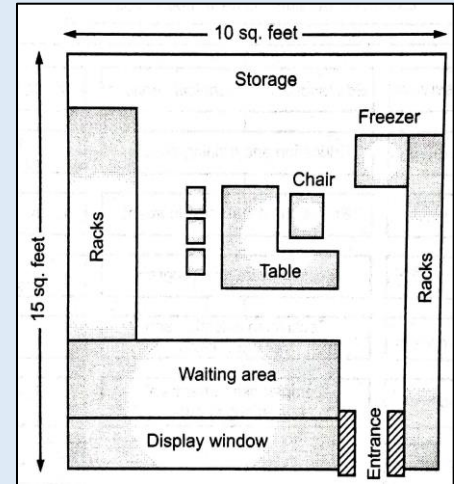 10 sq. feet
Storage
Freezer
Chair
Racks
Table
Racks
15 sq. feet
Waiting area
Display window
Entrance